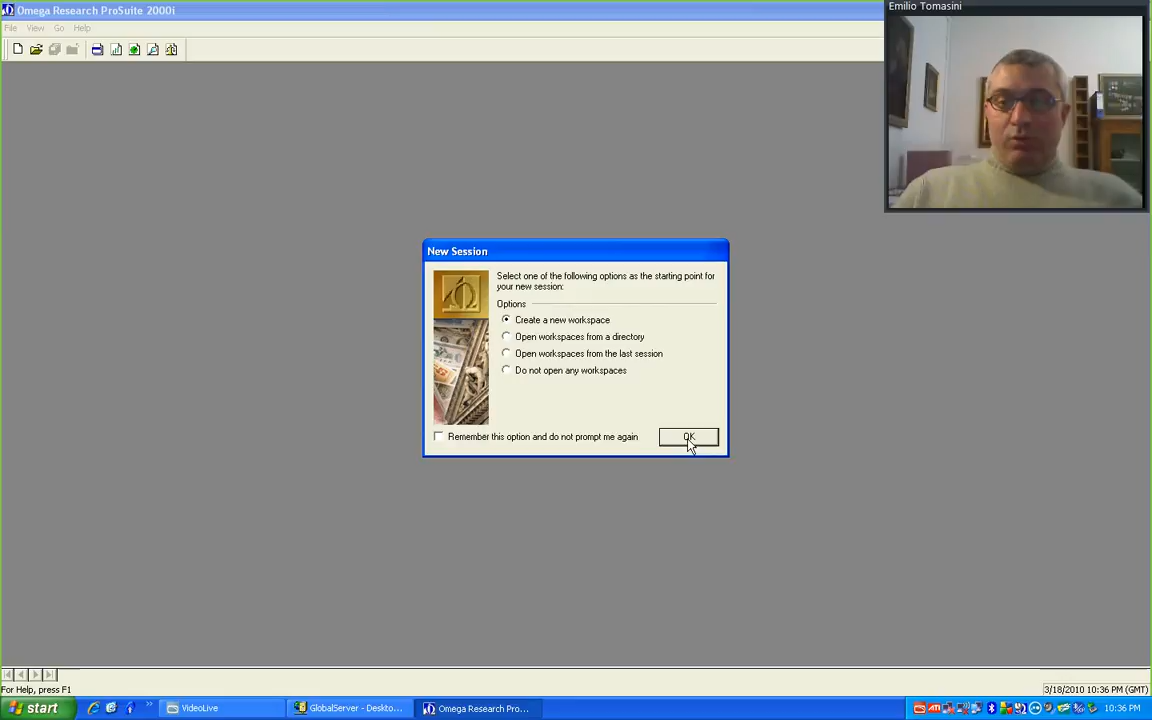 Omega Research ProSuite 2000i
Emilio Tomasini
File View Go Help
New Session
Select one of the following options as the starting point for
your new session:
Options
Create a new workspace
Open workspaces from a directory
Open workspaces from the last session
Do not open any workspaces
Remember this option and do not prompt me again
OK
For Help, press F1
3/18/2010 10:36 PM (GMT)
start
VideoLive
GlobalServer - Deskto...
Omega Research Pro...
10:36 PM